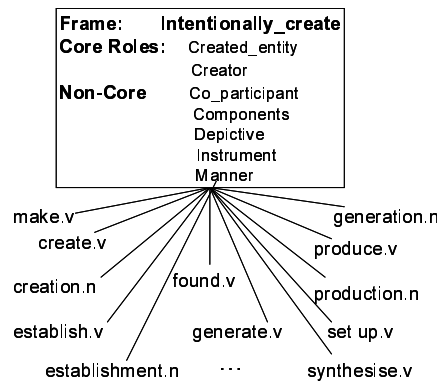 Frame: Intentionally_create
Core Roles: Created_entity
Creator
Non-Core Co_participant
Components
Depictive
Instrument
Manner
make.v generation.n
create.v produce.v
creation.n found.v production.n
establish.v generate.v set up.v
establishment.n ... synthesise.v